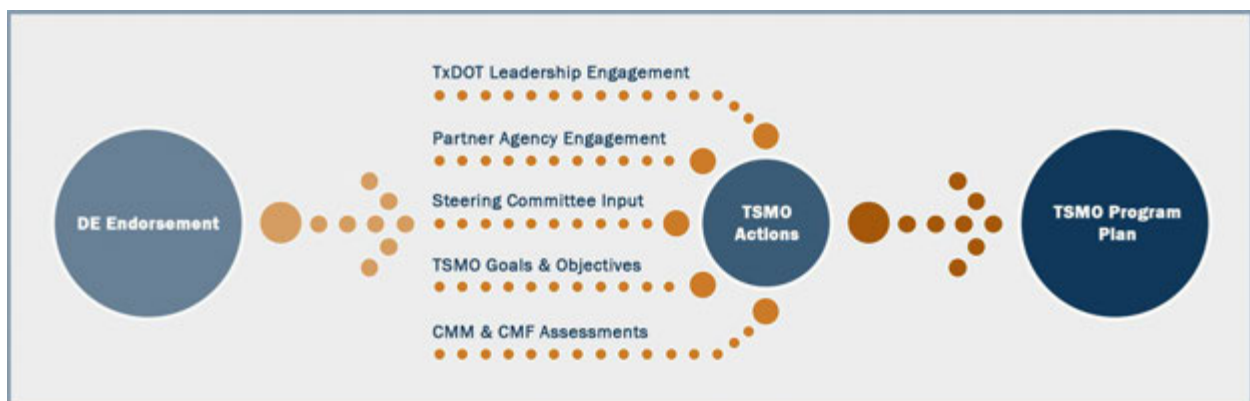 DE Endorsement
TxDOT Leadership Engagement
Partner Agency Engagement
Steering Committee Input
TSMO Goals & Objectives
CMM & CMF Assessments
TSMO
Actions
TSMO Program
Plan